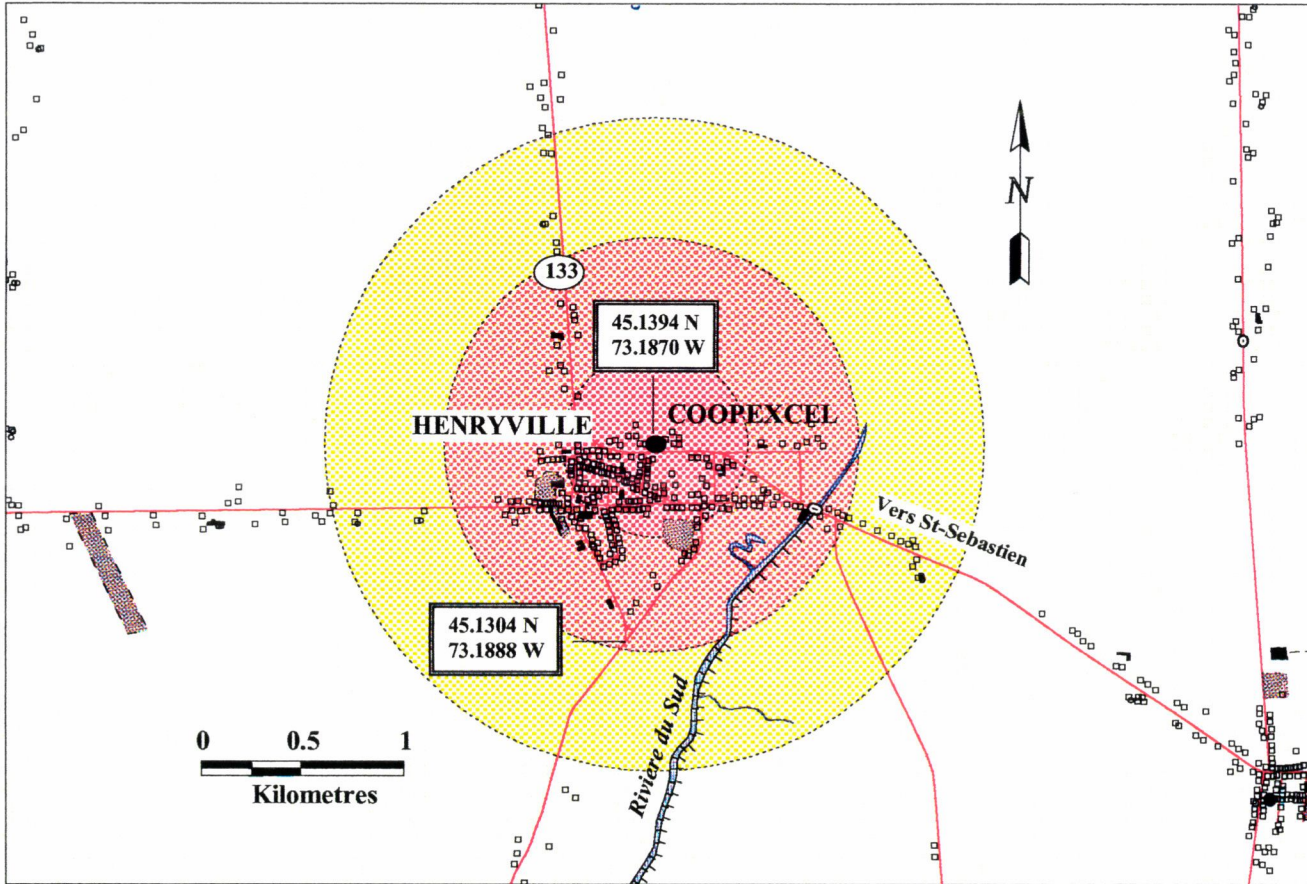 N
133
45.1394 N
73.1870 W
HENRYVILLE
COOPEXCEL
Vers St-Sebastien
45.1304 N
73.1888 W
Riviere du Sud
0 0.5 1
Kilometres